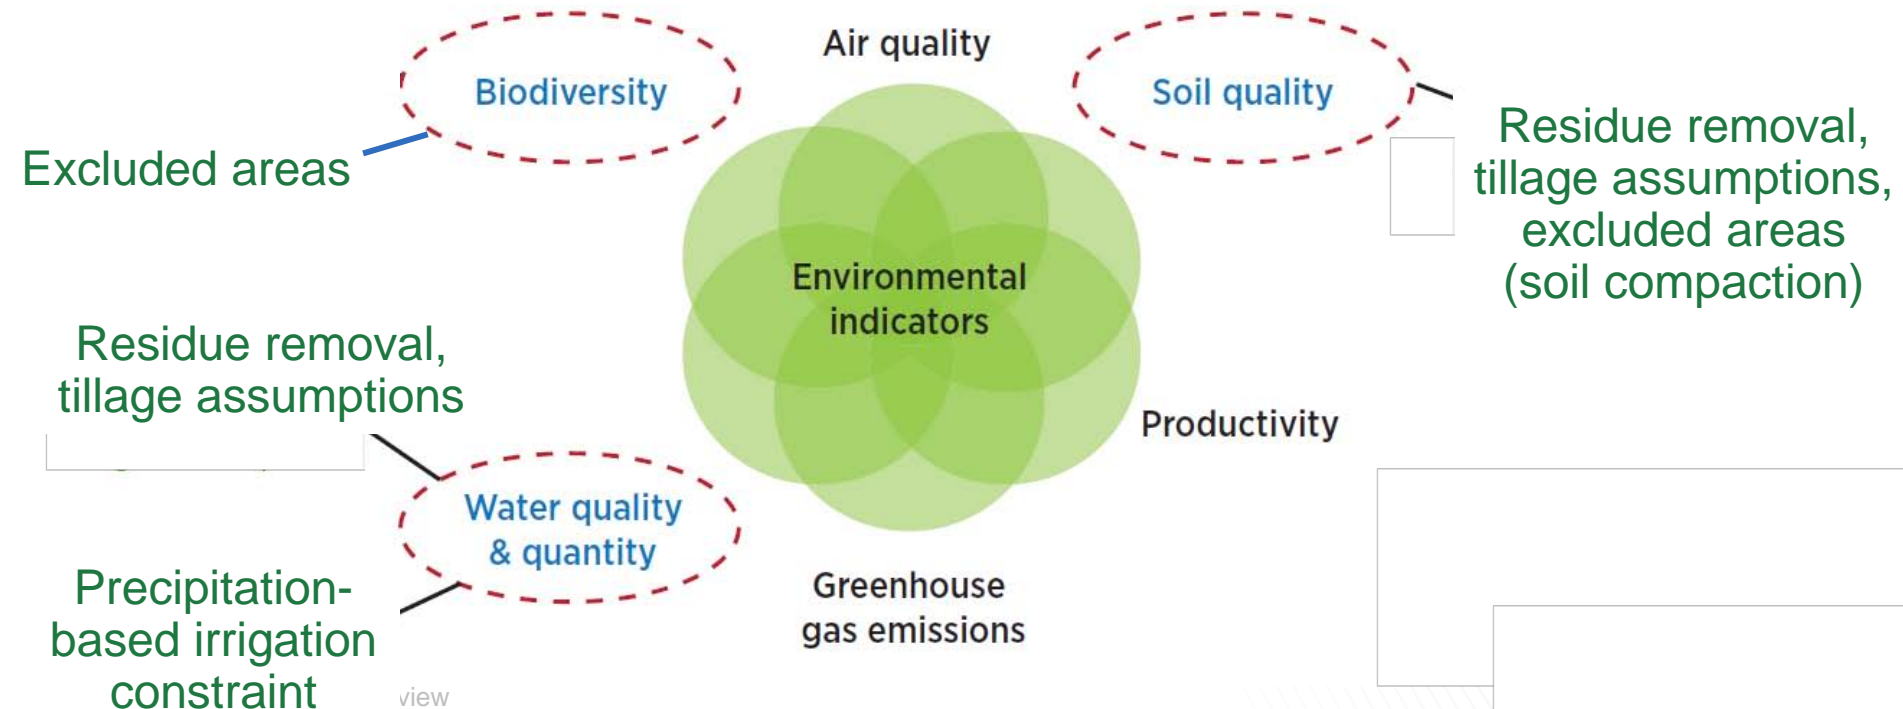 Air quality
Biodiversity
Soil quality
Excluded areas
Residue removal,
tillage assumptions,
excluded areas
(soil compaction)
Environmental
indicators
Residue removal,
tillage assumptions
Productivity
Water quality
& quantity
Precipitation-
based irrigation
constraint
Greenhouse
gas emissions
view